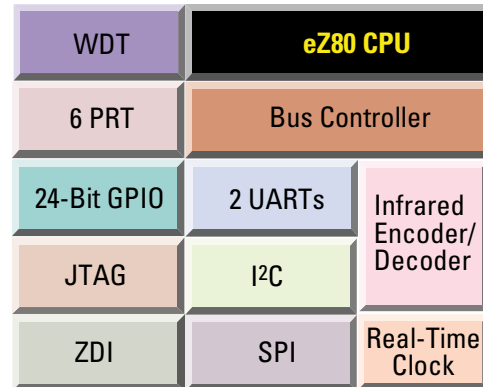 WDT
eZ80 CPU
6 PRT
Bus Controller
24-Bit GPIO
2 UARTs
Infrared
Encoder/
Decoder
JTAG
I²C
ZDI
SPI
Real-Time
Clock